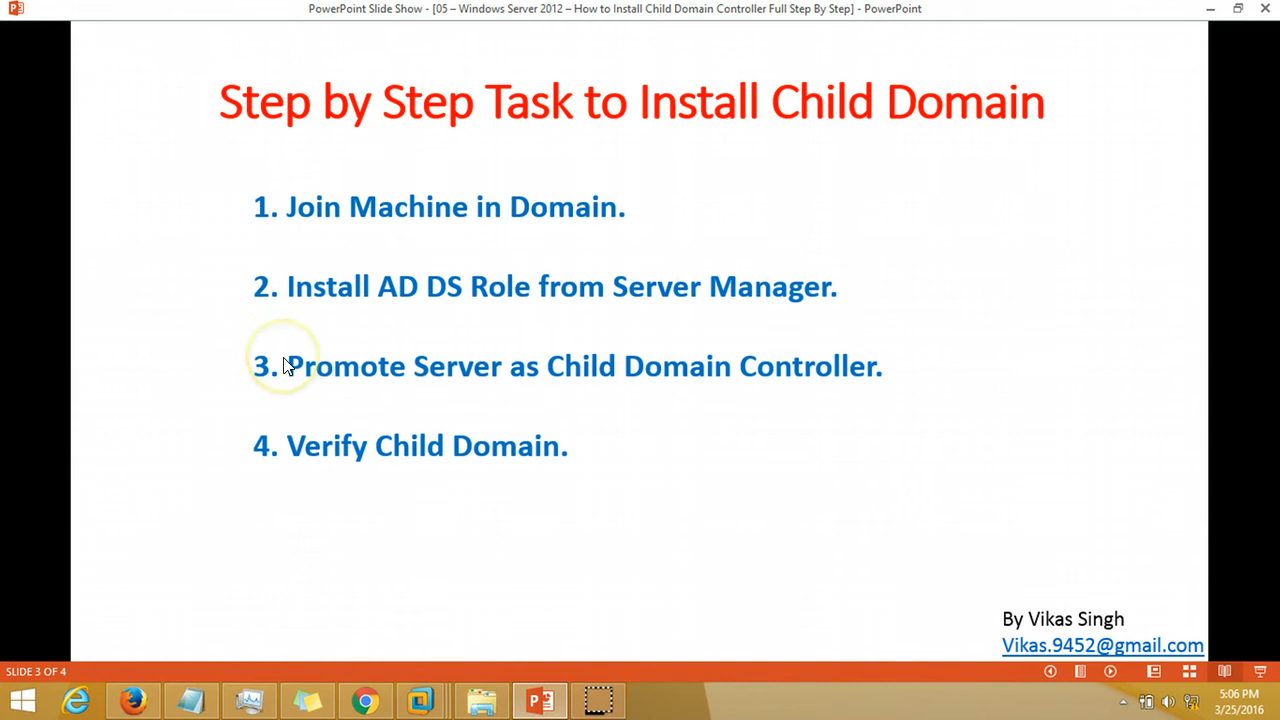 PowerPoint Slide Show - [05 – Windows Server 2012 – How to Install Child Domain Controller Full Step By Step] - PowerPoint
Step by Step Task to Install Child Domain
1. Join Machine in Domain.
2. Install AD DS Role from Server Manager.
3. Promote Server as Child Domain Controller.
4. Verify Child Domain.
By Vikas Singh
Vikas.9452@gmail.com
SLIDE 3 OF 4
5:06 PM
3/25/2016